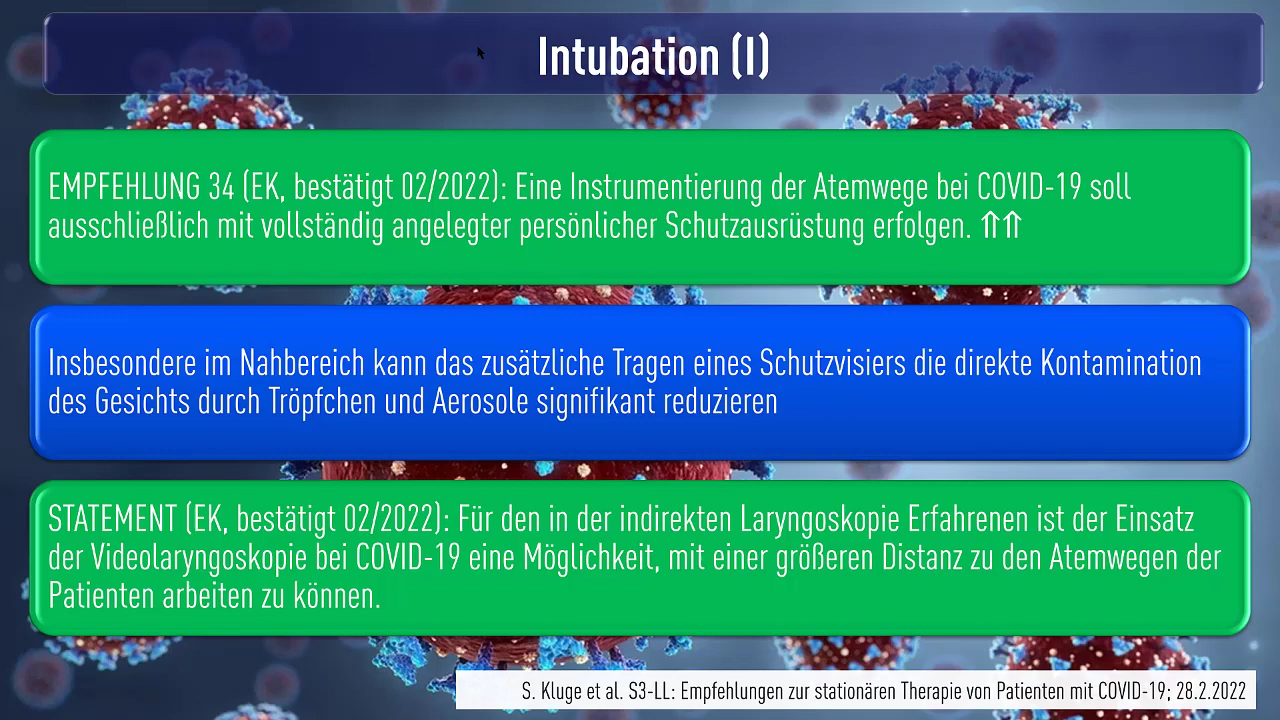 Intubation (I)
EMPFEHLUNG 34 (EK, bestätigt 02/2022): Eine Instrumentierung der Atemwege bei COVID-19 soll
ausschließlich mit vollständig angelegter persönlicher Schutzausrüstung erfolgen. ⇑⇑
Insbesondere im Nahbereich kann das zusätzliche Tragen eines Schutzvisiers die direkte Kontamination
des Gesichts durch Tröpfchen und Aerosole signifikant reduzieren
STATEMENT (EK, bestätigt 02/2022): Für den in der indirekten Laryngoskopie Erfahrenen ist der Einsatz
der Videolaryngoskopie bei COVID-19 eine Möglichkeit, mit einer größeren Distanz zu den Atemwegen der
Patienten arbeiten zu können.
S. Kluge et al. S3-LL: Empfehlungen zur stationären Therapie von Patienten mit COVID-19; 28.2.2022